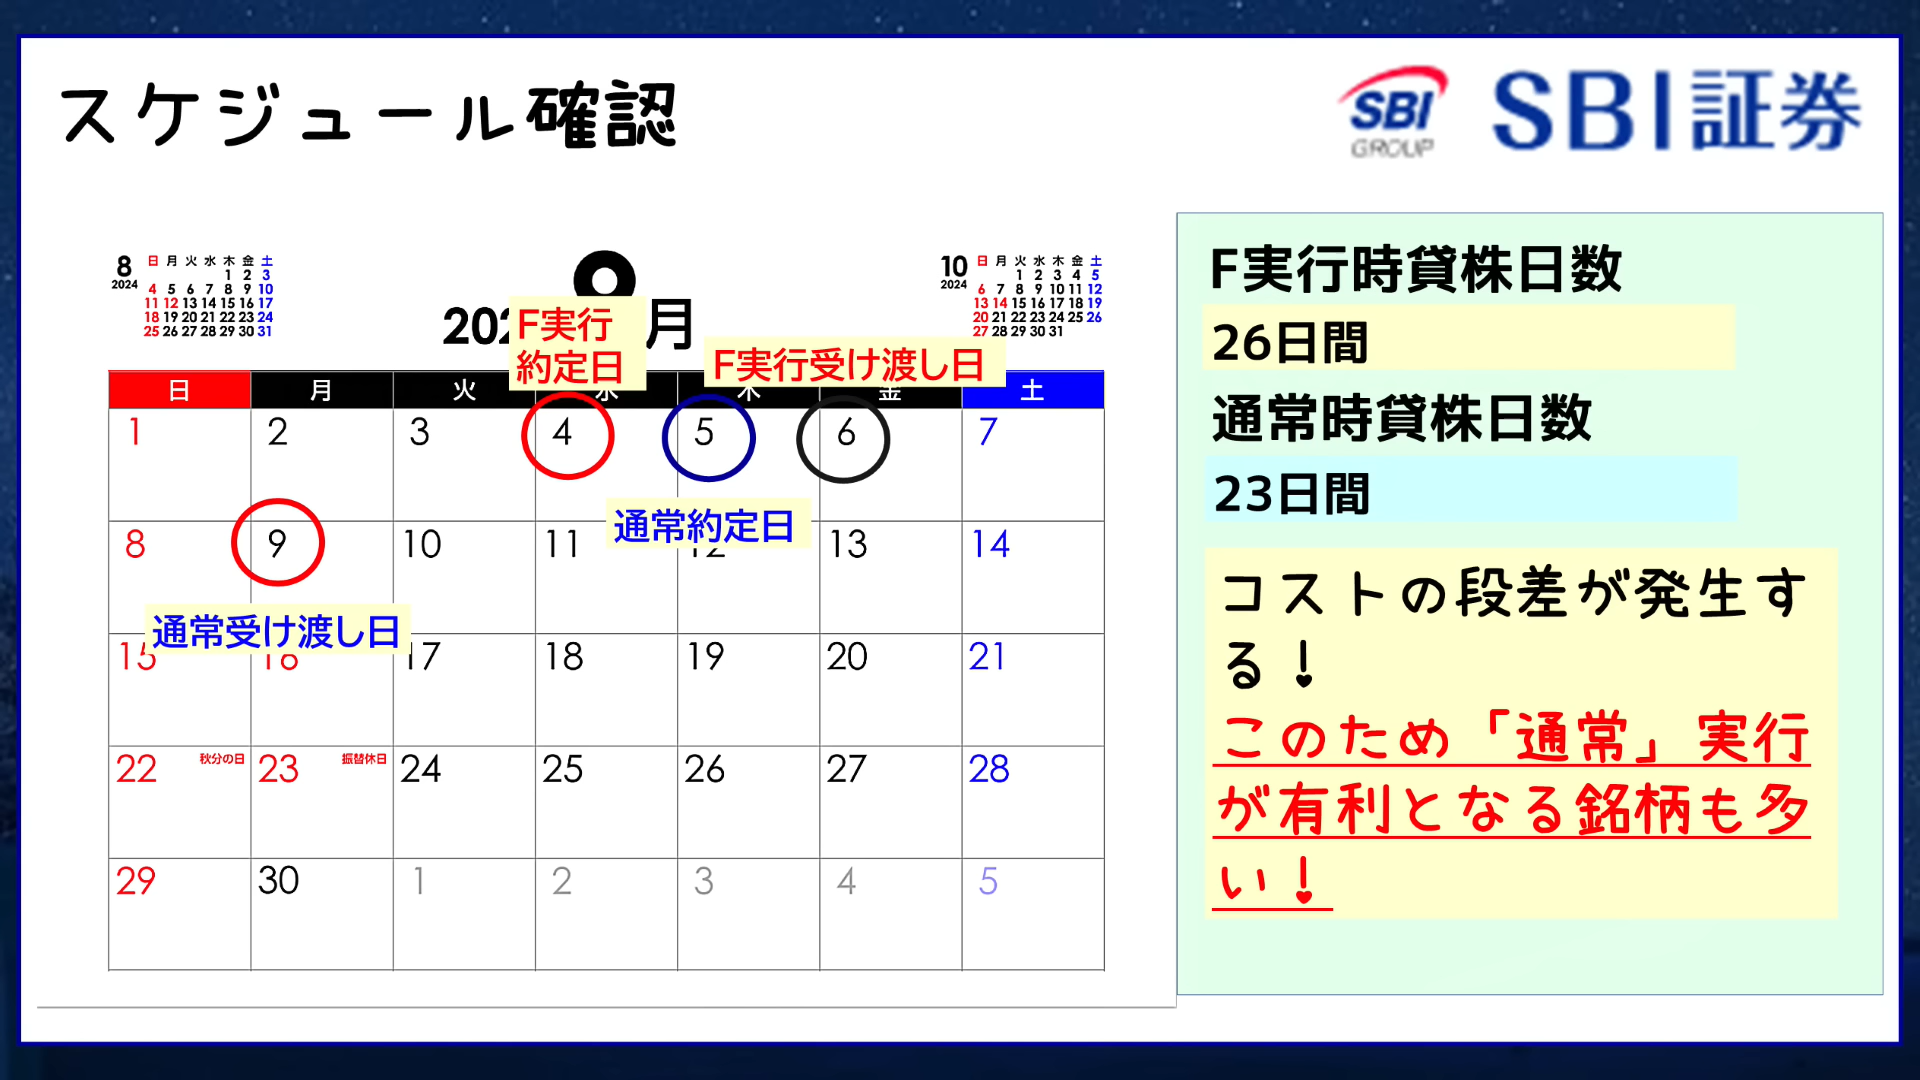 スケジュール確認
SBI
GROUP
SBI証券
8
2024
日 月 火 水 木 金 土
1 2 3
4 5 6 7 8 9 10
11 12 13 14 15 16 17
18 19 20 21 22 23 24
25 26 27 28 29 30 31
月
10
2024
日 月 火 水 木 金 土
1 2 3 4 5
6 7 8 9 10 11 12
13 14 15 16 17 18 19
20 21 22 23 24 25 26
27 28 29 30 31
F実行
約定日
F実行受け渡し日
日 月 火 水 木 金 土
1 2 3 4 5 6 7
通常約定日
8 9 10 11 12 13 14
通常受け渡し日
15 16 17 18 19 20 21
22 秋分の日 23 振替休日 24 25 26 27 28
29 30 1 2 3 4 5
F実行時貸株日数
26日間
通常時貸株日数
23日間
コストの段差が発生す
る！
このため「通常」実行
が有利となる銘柄も多
い！